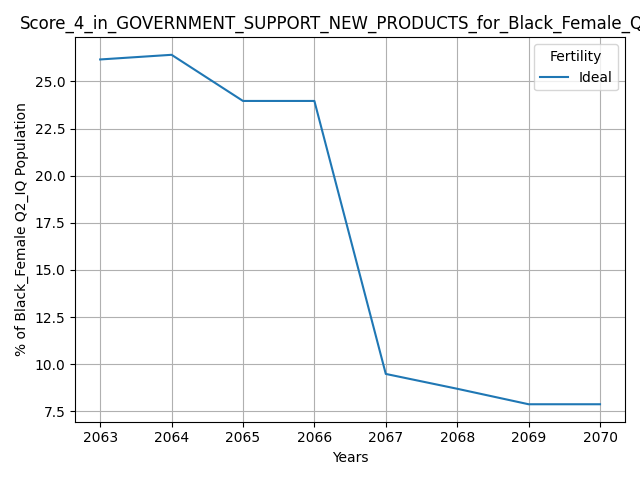 Score_4_in_GOVERNMENT_SUPPORT_NEW_PRODUCTS_for_Black_Female_Q
Fertility
Ideal
% of Black_Female Q2_IQ Population
25.0
22.5
20.0
17.5
15.0
12.5
10.0
7.5
2063 2064 2065 2066 2067 2068 2069 2070
Years